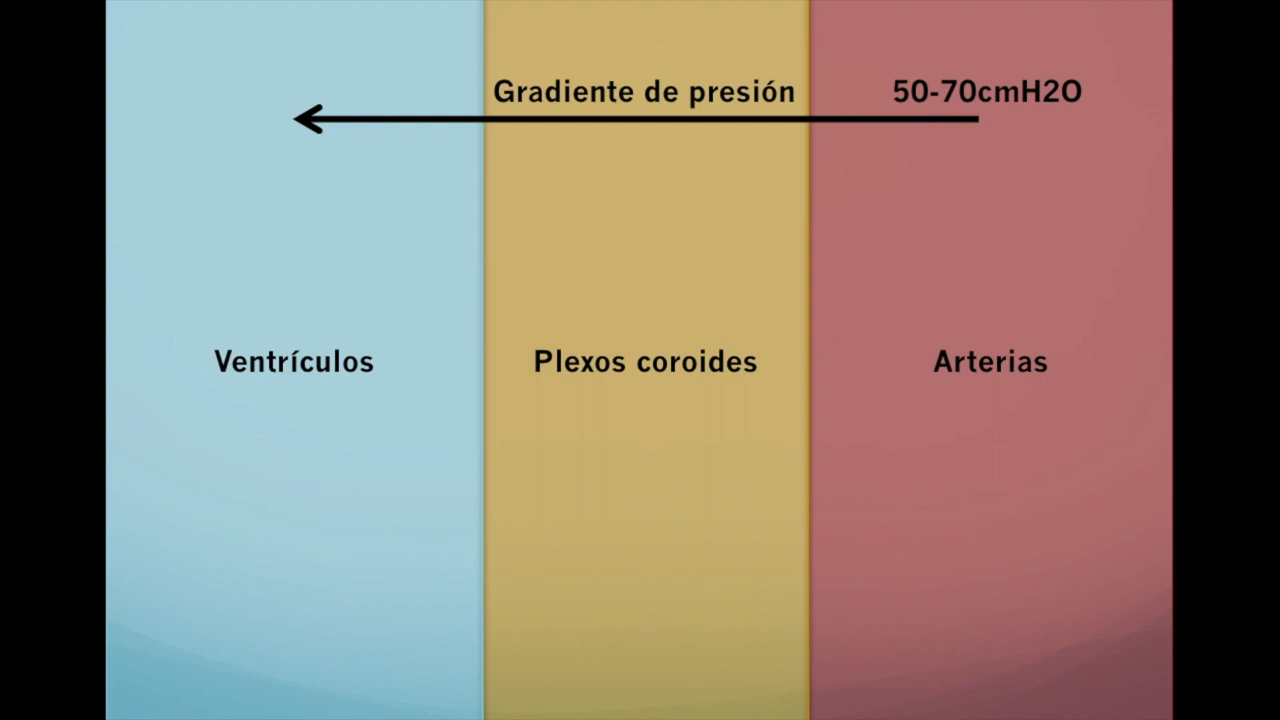 Gradiente de presión
50-70cmH2O
Ventrículos
Plexos coroides
Arterias